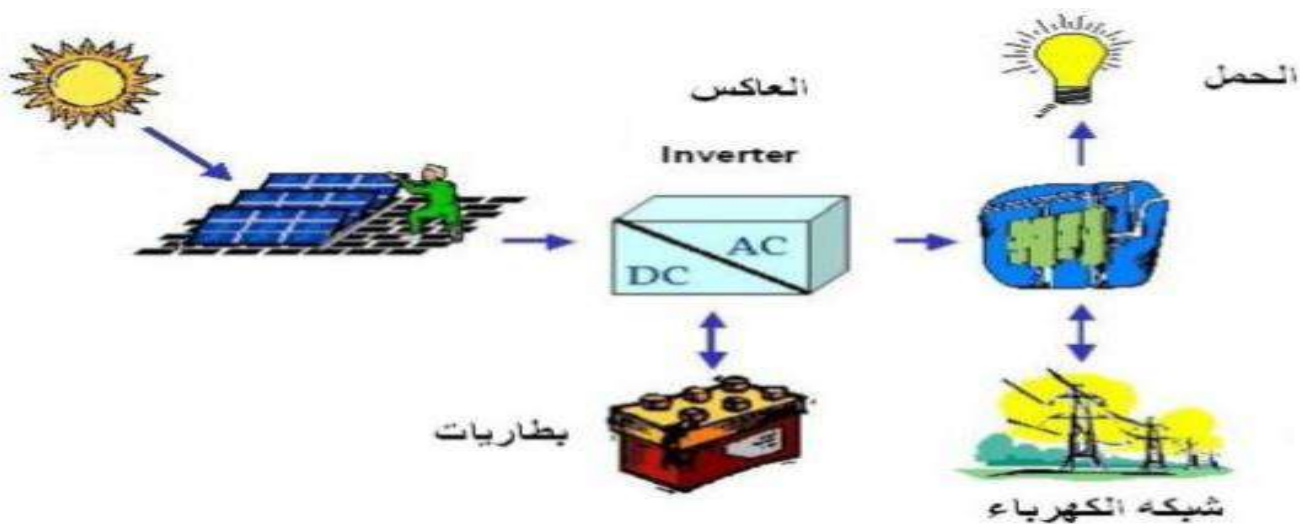 الحمل
العاكس
Inverter
AC
DC
بطاريات
شبكه الكهرباء